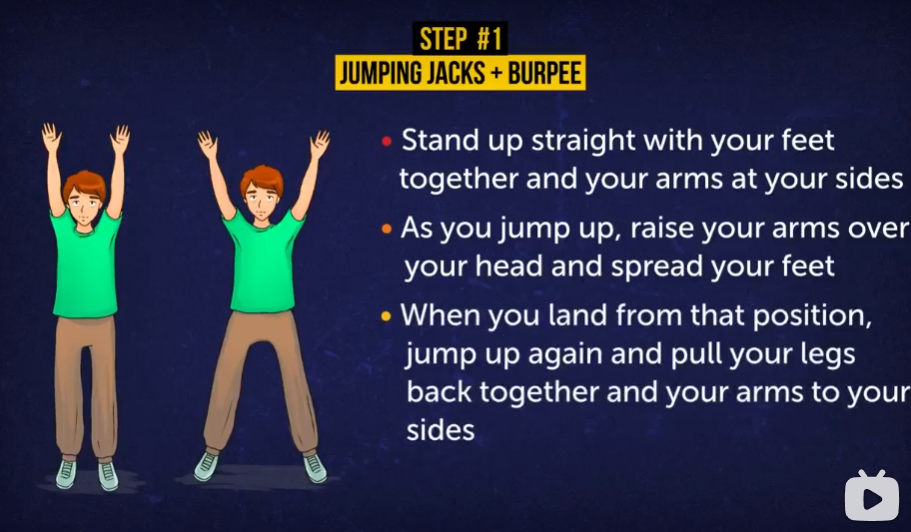 STEP #1
JUMPING JACKS + BURPEE
• Stand up straight with your feet
together and your arms at your sides
• As you jump up, raise your arms over
your head and spread your feet
• When you land from that position,
jump up again and pull your legs
back together and your arms to your
sides